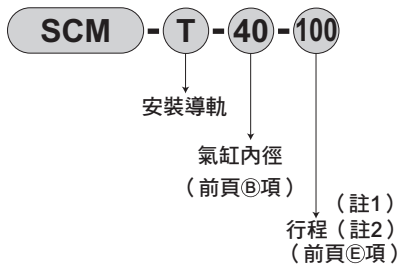 SCM-T-40-100
安裝導軌
氣缸內徑
（前頁Ⓑ項）
（註1）
行程（註2）
（前頁Ⓔ項）